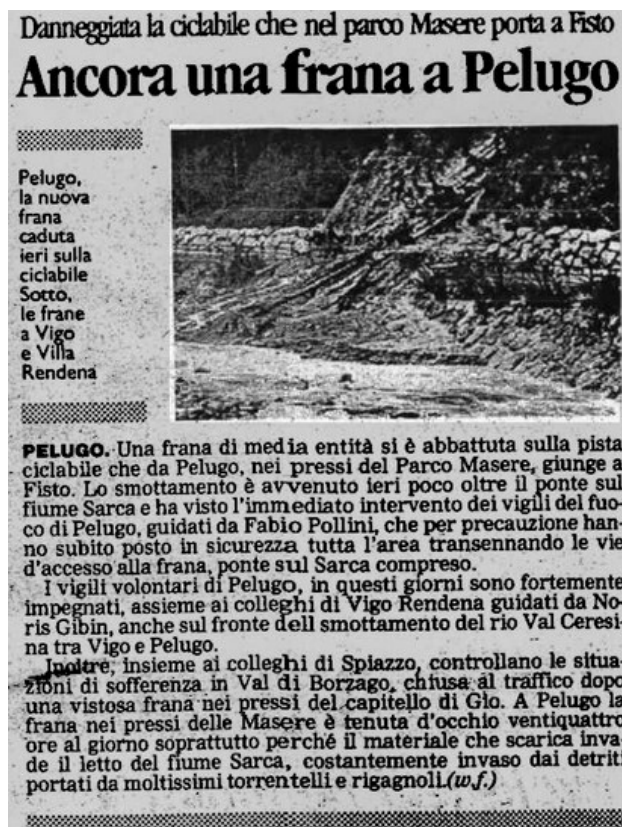 Danneggiata la ciclabile che nel parco Masere porta a Fisto
Ancora una frana a Pelugo
Pelugo,
la nuova
frana
caduta
ieri sulla
ciclabile
Sotto,
le frane
a Vigo
e Villa
Rendena
PELUGO. Una frana di media entità si è abbattuta sulla pista
ciclabile che da Pelugo, nei pressi del Parco Masere, giunge a
Fisto. Lo smottamento è avvenuto ieri poco oltre il ponte sul
fiume Sarca e ha visto l'immediato intervento dei vigili del fuo-
co di Pelugo, guidati da Fabio Pollini, che per precauzione han-
no subito posto in sicurezza tutta l'area transennando le vie
d'accesso alla frana, ponte sul Sarca compreso.
I vigili volontari di Pelugo, in questi giorni sono fortemente
impegnati, assieme ai colleghi di Vigo Rendena guidati da No-
ris Gibin, anche sul fronte dell smottamento del rio Val Ceresi-
na tra Vigo e Pelugo.
Inoltre, insieme ai colleghi di Spiazzo, controllano le situa-
zioni di sofferenza in Val di Borzago, chiusa al traffico dopo
una vistosa frana nei pressi del capitello di Gio. A Pelugo la
frana nei pressi delle Masere è tenuta d'occhio ventiquattro
ore al giorno soprattutto perché il materiale che scarica inva-
de il letto del fiume Sarca, costantemente invaso dai detriti
portati da moltissimi torrentelli e rigagnoli.(w.f.)